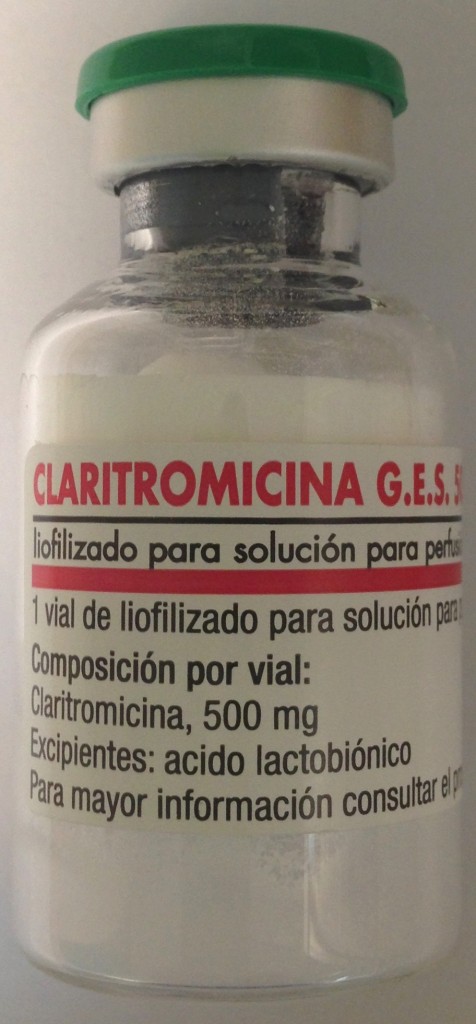 CLARITROMICINA G.E.S.
liofilizado para solución para
1 vial de liofilizado para solución para
Composición por vial:
Claritromicina, 500 mg
Excipientes: acido lactobiónico
Para mayor información consultar el